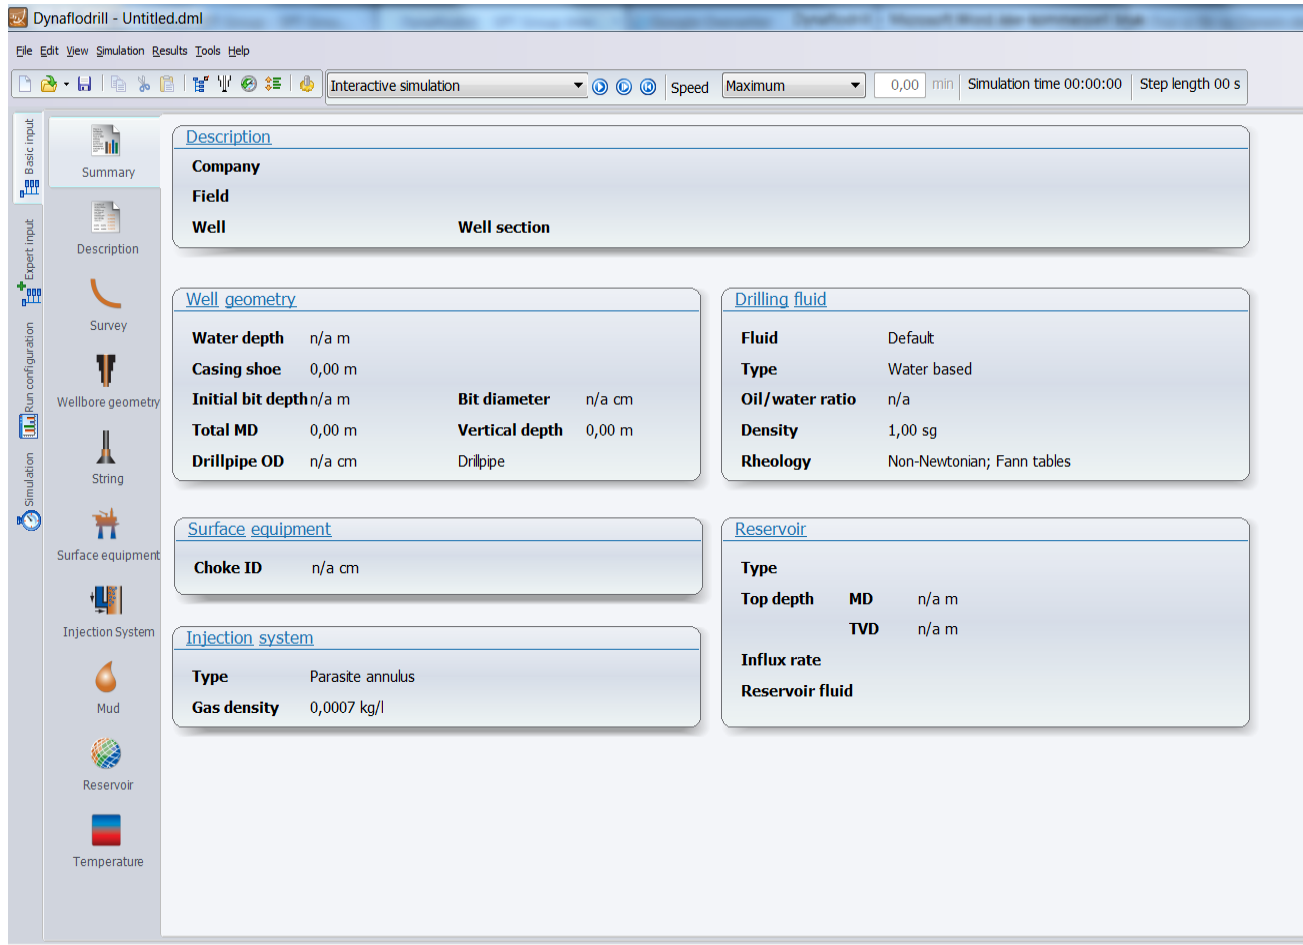 Dynaflodrill - Untitled.dml
File Edit View Simulation Results Tools Help
Interactive simulation Speed Maximum 0,00 min Simulation time 00:00:00 Step length 00 s
Basic input
Expert input
Run configuration
Simulation
Summary
Description
Survey
Wellbore geometry
String
Surface equipment
Injection System
Mud
Reservoir
Temperature
Description
Company
Field
Well Well section
Well geometry
Water depth n/a m
Casing shoe 0,00 m
Initial bit depth n/a m Bit diameter n/a cm
Total MD 0,00 m Vertical depth 0,00 m
Drillpipe OD n/a cm Drillpipe
Drilling fluid
Fluid Default
Type Water based
Oil/water ratio n/a
Density 1,00 sg
Rheology Non-Newtonian; Fann tables
Surface equipment
Choke ID n/a cm
Injection system
Type Parasite annulus
Gas density 0,0007 kg/l
Reservoir
Type
Top depth MD n/a m
TVD n/a m
Influx rate
Reservoir fluid